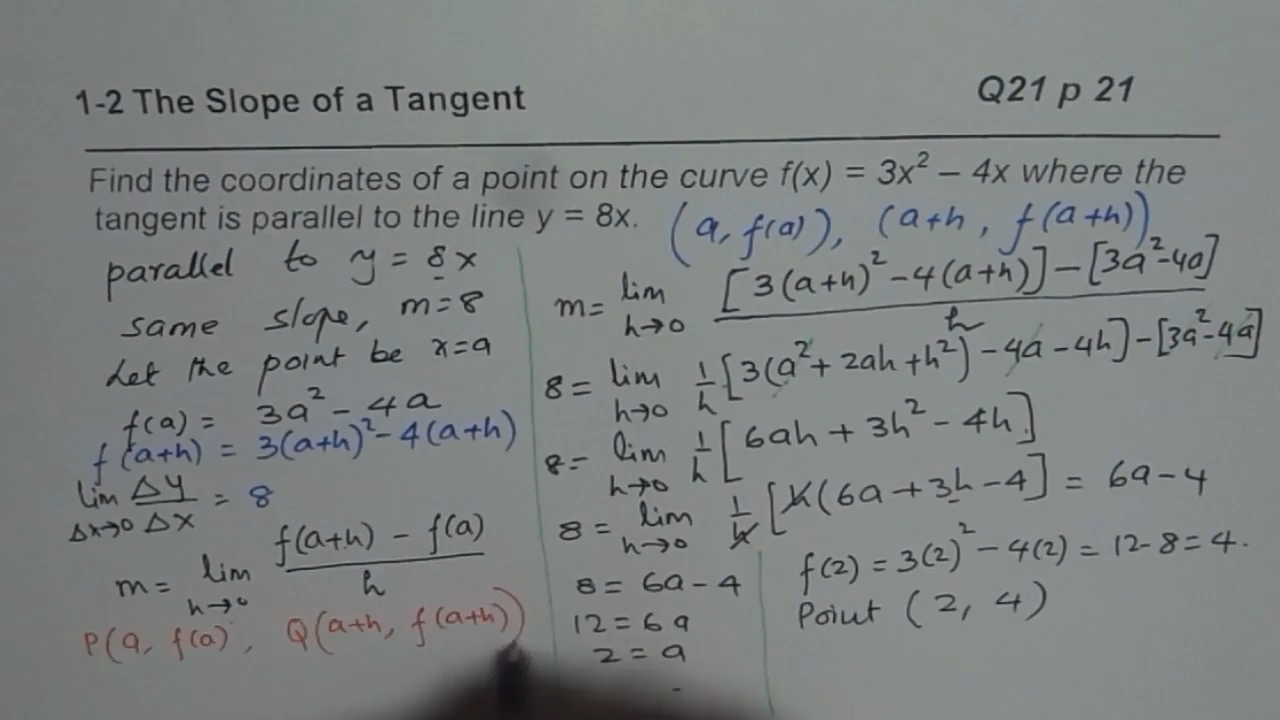 1-2 The Slope of a Tangent
Q21 p 21
Find the coordinates of a point on the curve f(x) = 3x² – 4x where the
tangent is parallel to the line y = 8x.
(a, f(a)), (a+h, f(a+h))
parallel to y = 8x
same slope, m = 8
Let the point be x = a
f(a) = 3a² - 4a
f(a+h) = 3(a+h)² - 4(a+h)
lim Δx→0 Δy/Δx = 8
m = lim h→0 f(a+h) - f(a) / h
P(a, f(a), Q(a+h, f(a+h))
m = lim h→0 [3(a+h)² - 4(a+h)] - [3a² - 4a] / h
8 = lim h→0 1/h [3(a² + 2ah + h²) - 4a - 4h] - [3a² - 4a]
8 = lim h→0 1/h [6ah + 3h² - 4h]
8 = lim h→0 1/h [h(6a + 3h - 4] = 6a - 4
8 = 6a - 4
12 = 6a
2 = a
f(2) = 3(2)² - 4(2) = 12 - 8 = 4.
Point (2, 4)